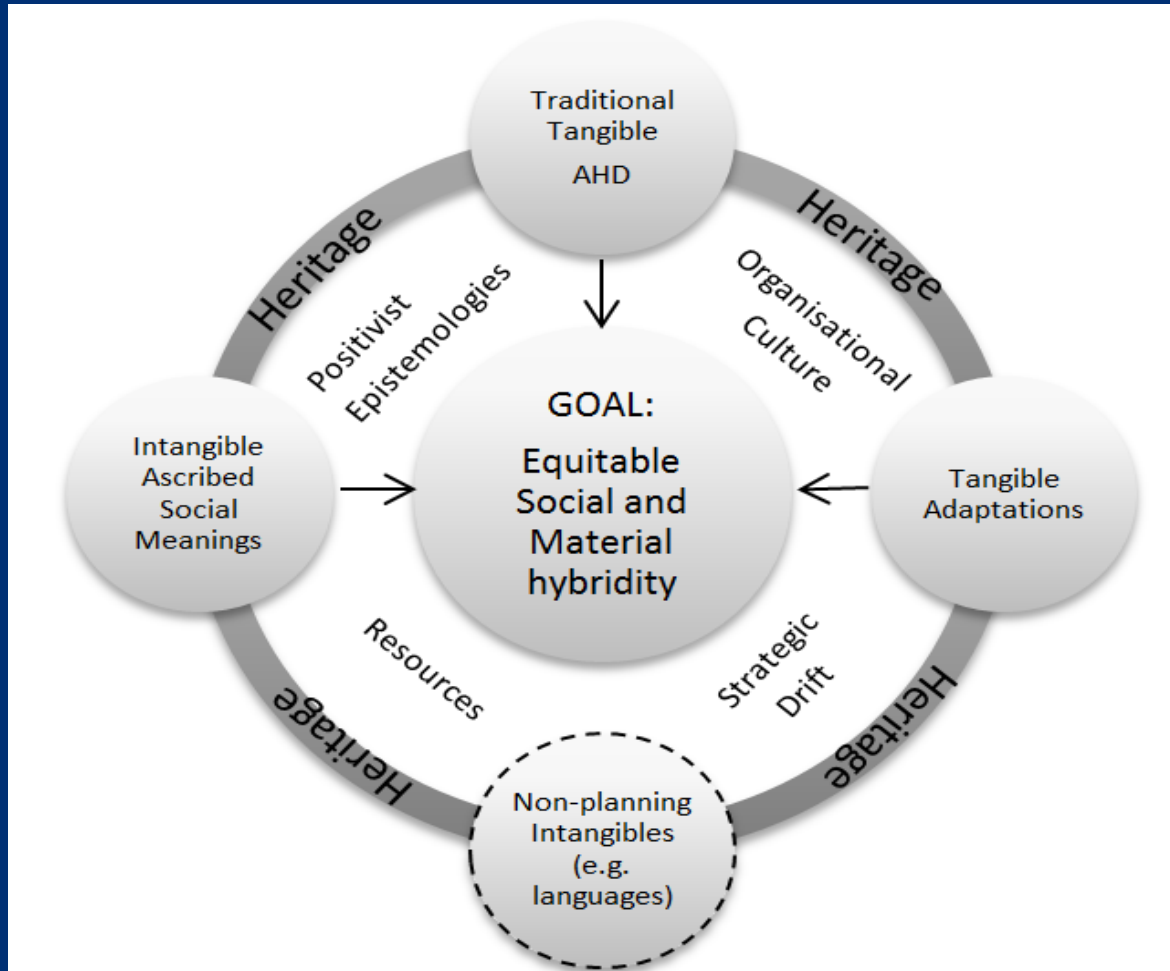 Traditional
Tangible
AHD
Heritage
Heritage
Positivist
Epistemologies
Organisational
Culture
GOAL:
Equitable
Social and
Material
hybridity
Intangible
Ascribed
Social
Meanings
Tangible
Adaptations
Resources
Strategic
Drift
Heritage
Heritage
Non-planning
Intangibles
(e.g.
languages)